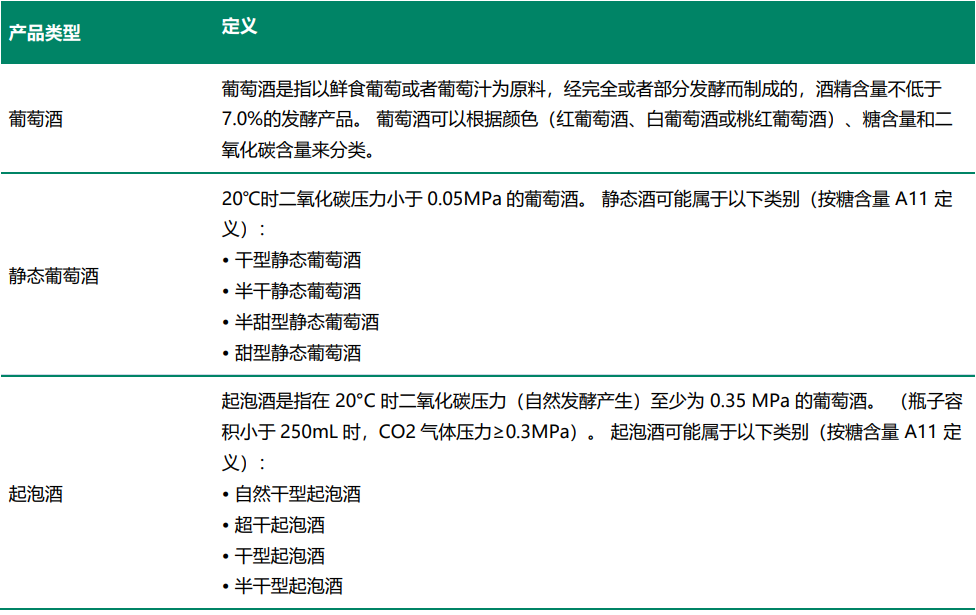 产品类型
定义
葡萄酒
葡萄酒是指以鲜食葡萄或者葡萄汁为原料，经完全或者部分发酵而制成的，酒精含量不低于
7.0%的发酵产品。 葡萄酒可以根据颜色（红葡萄酒、白葡萄酒或桃红葡萄酒）、糖含量和二
氧化碳含量来分类。
静态葡萄酒
20℃时二氧化碳压力小于 0.05MPa 的葡萄酒。 静态酒可能属于以下类别（按糖含量 A11 定
义）:
• 干型静态葡萄酒
• 半干静态葡萄酒
• 半甜型静态葡萄酒
• 甜型静态葡萄酒
起泡酒
起泡酒是指在 20°C 时二氧化碳压力（自然发酵产生）至少为 0.35 MPa 的葡萄酒。 （瓶子容
积小于 250mL 时，CO2 气体压力≥0.3MPa）。 起泡酒可能属于以下类别（按糖含量 A11 定
义）:
• 自然干型起泡酒
• 超干起泡酒
• 干型起泡酒
• 半干型起泡酒